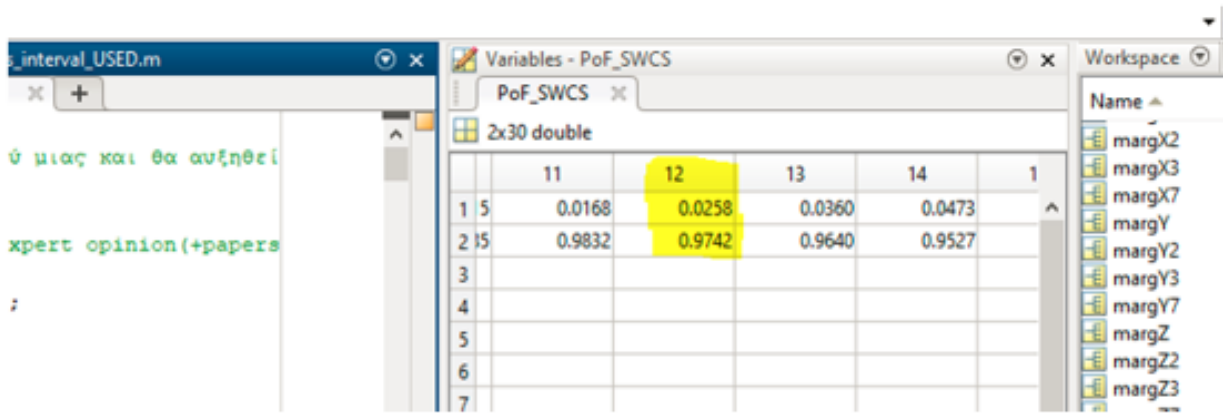 s_interval_USED.m
ύ μιας και θα αυξηθεί
xpert opinion(+papers
;
Variables - PoF_SWCS
PoF_SWCS
2x30 double
11 12 13 14 1
1 5 0.0168 0.0258 0.0360 0.0473
2 35 0.9832 0.9742 0.9640 0.9527
3
4
5
6
7
Workspace
Name
margX2
margX3
margX7
margY
margY2
margY3
margY7
margZ
margZ2
margZ3